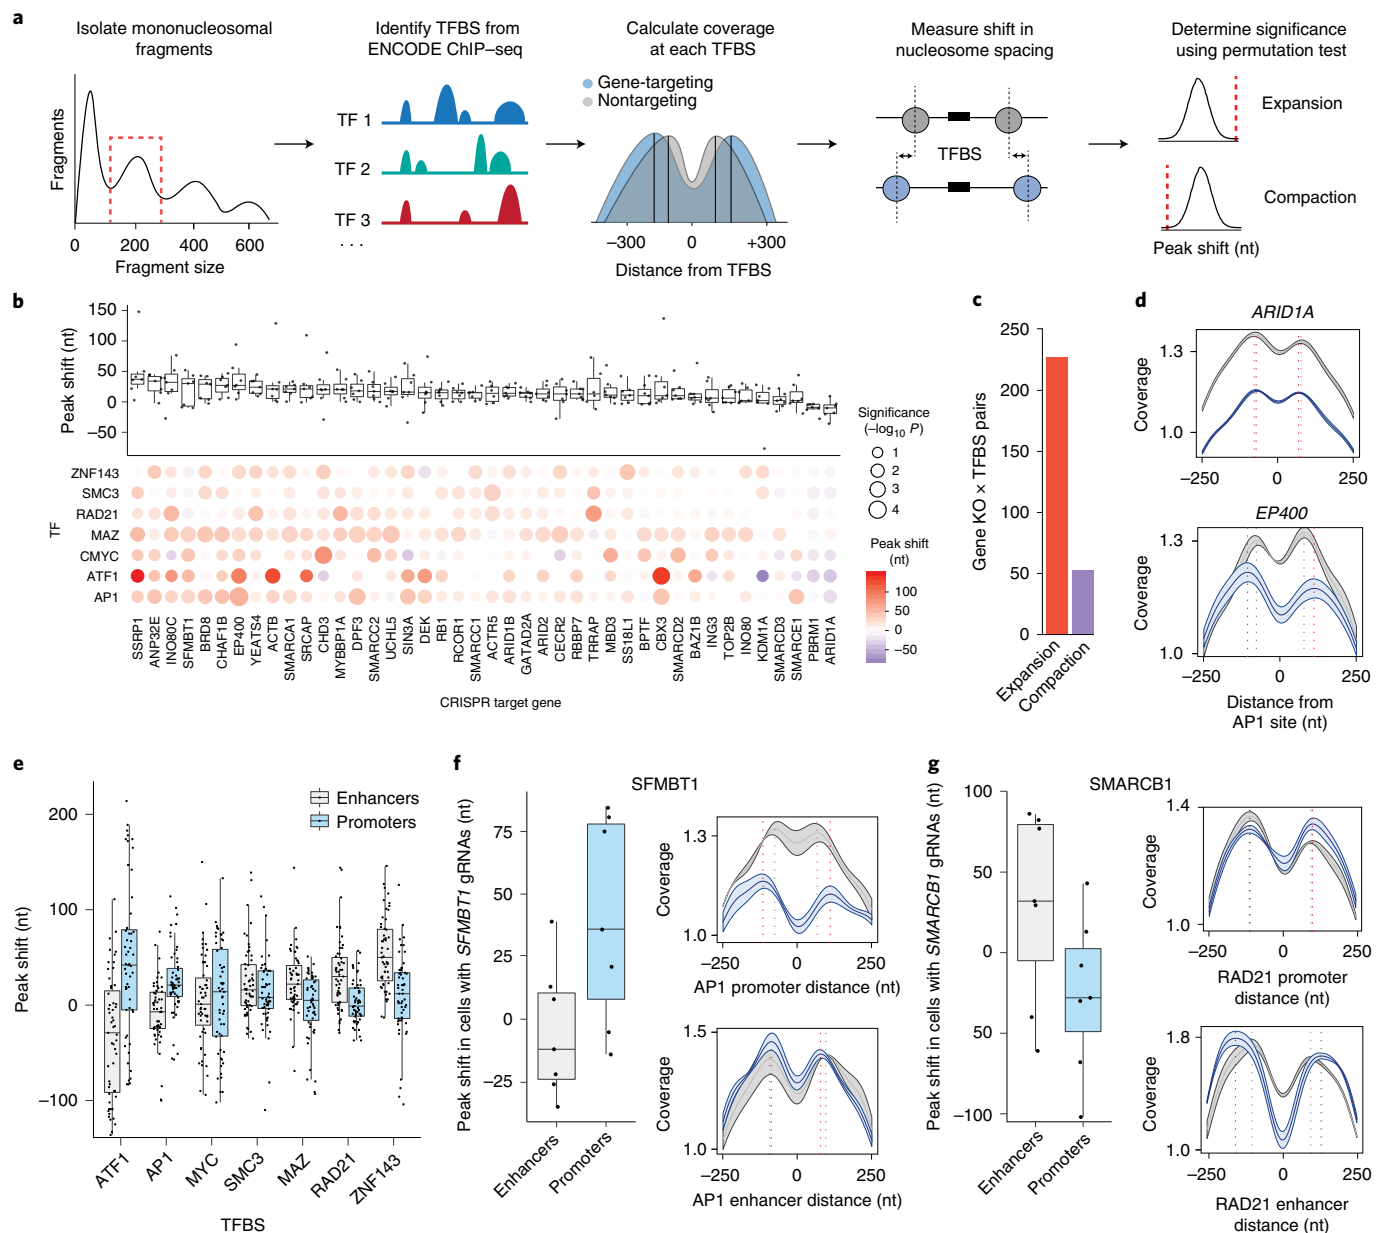 a
Isolate mononucleosomal
fragments
Fragments
0
200
400
600
Fragment size
Identify TFBS from
ENCODE ChIP–seq
TF 1
TF 2
TF 3
. . .
Calculate coverage
at each TFBS
Gene-targeting
Nontargeting
–300
0
+300
Distance from TFBS
Measure shift in
nucleosome spacing
TFBS
Determine significance
using permutation test
Expansion
Compaction
Peak shift (nt)
b
Peak shift (nt)
150
100
50
0
–50
TF
ZNF143
SMC3
RAD21
MAZ
CMYC
ATF1
AP1
SSRP1
ANP32E
INO80C
SFMBT1
BRD8
CHAF1B
EP400
YEATS4
ACTB
SMARCA1
SRCAP
CHD3
MYBBP1A
DPF3
SMARCC2
UCHL5
SIN3A
DEK
RB1
RCOR1
SMARCC1
ACTR5
ARID1B
GATAD2A
ARID2
CECR2
RBBP7
TRRAP
MBD3
SS18L1
BPTF
CBX3
SMARCD2
BAZ1B
ING3
TOP2B
INO80
KDM1A
SMARCD3
SMARCE1
PBRM1
ARID1A
CRISPR target gene
Significance
(–log10 P)
1
2
3
4
Peak shift
(nt)
100
50
0
–50
c
Gene KO × TFBS pairs
250
200
150
100
50
0
Expansion
Compaction
d
ARID1A
Coverage
1.3
1.0
–250
0
250
EP400
Coverage
1.3
1.0
–250
0
250
Distance from
AP1 site (nt)
e
Peak shift (nt)
200
100
0
–100
Enhancers
Promoters
ATF1
AP1
MYC
SMC3
MAZ
RAD21
ZNF143
TFBS
f
SFMBT1
Peak shift in cells with SFMBT1 gRNAs (nt)
75
50
25
0
–25
Enhancers
Promoters
Coverage
1.3
1.0
–250
0
250
AP1 promoter distance (nt)
Coverage
1.5
1.0
–250
0
250
AP1 enhancer distance (nt)
g
SMARCB1
Peak shift in cells with SMARCB1 gRNAs (nt)
100
50
0
50
–100
Enhancers
Promoters
Coverage
1.4
1.0
–250
0
250
RAD21 promoter
distance (nt)
Coverage
1.8
1.0
–250
0
250
RAD21 enhancer
distance (nt)